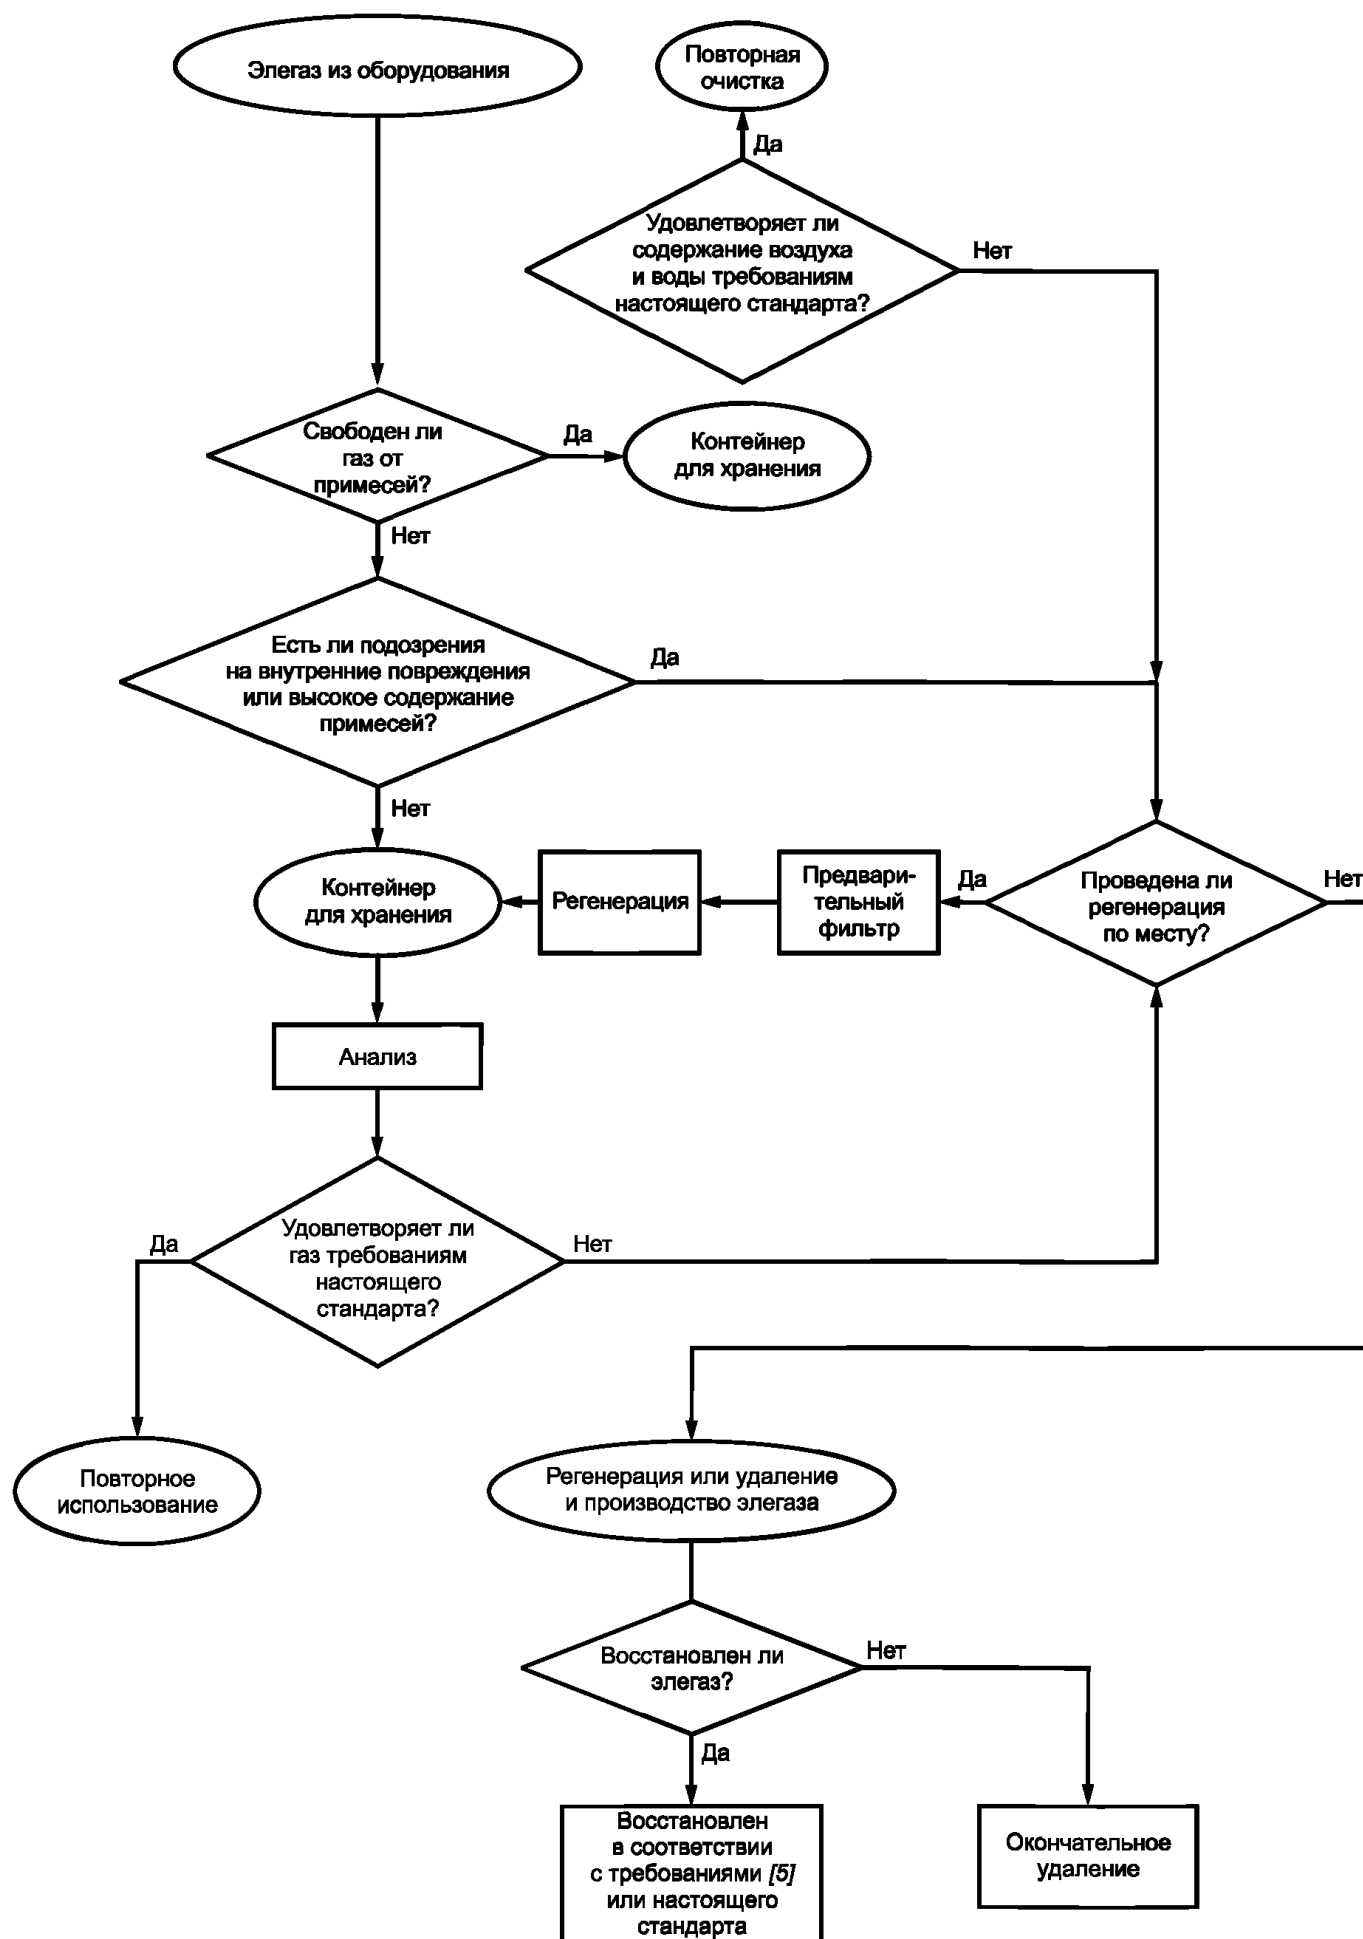 Элегаз из оборудования
Повторная
очистка
Да
Удовлетворяет ли
содержание воздуха
и воды требованиям
настоящего стандарта?
Нет
Свободен ли
газ от
примесей?
Да
Контейнер
для хранения
Нет
Есть ли подозрения
на внутренние повреждения
или высокое содержание
примесей?
Да
Нет
Контейнер
для хранения
Регенерация
Предвари-
тельный
фильтр
Да
Проведена ли
регенерация
по месту?
Нет
Анализ
Да
Удовлетворяет ли
газ требованиям
настоящего
стандарта?
Нет
Повторное
использование
Регенерация или удаление
и производство элегаза
Восстановлен ли
элегаз?
Нет
Да
Восстановлен
в соответствии
с требованиями [5]
или настоящего
стандарта
Окончательное
удаление